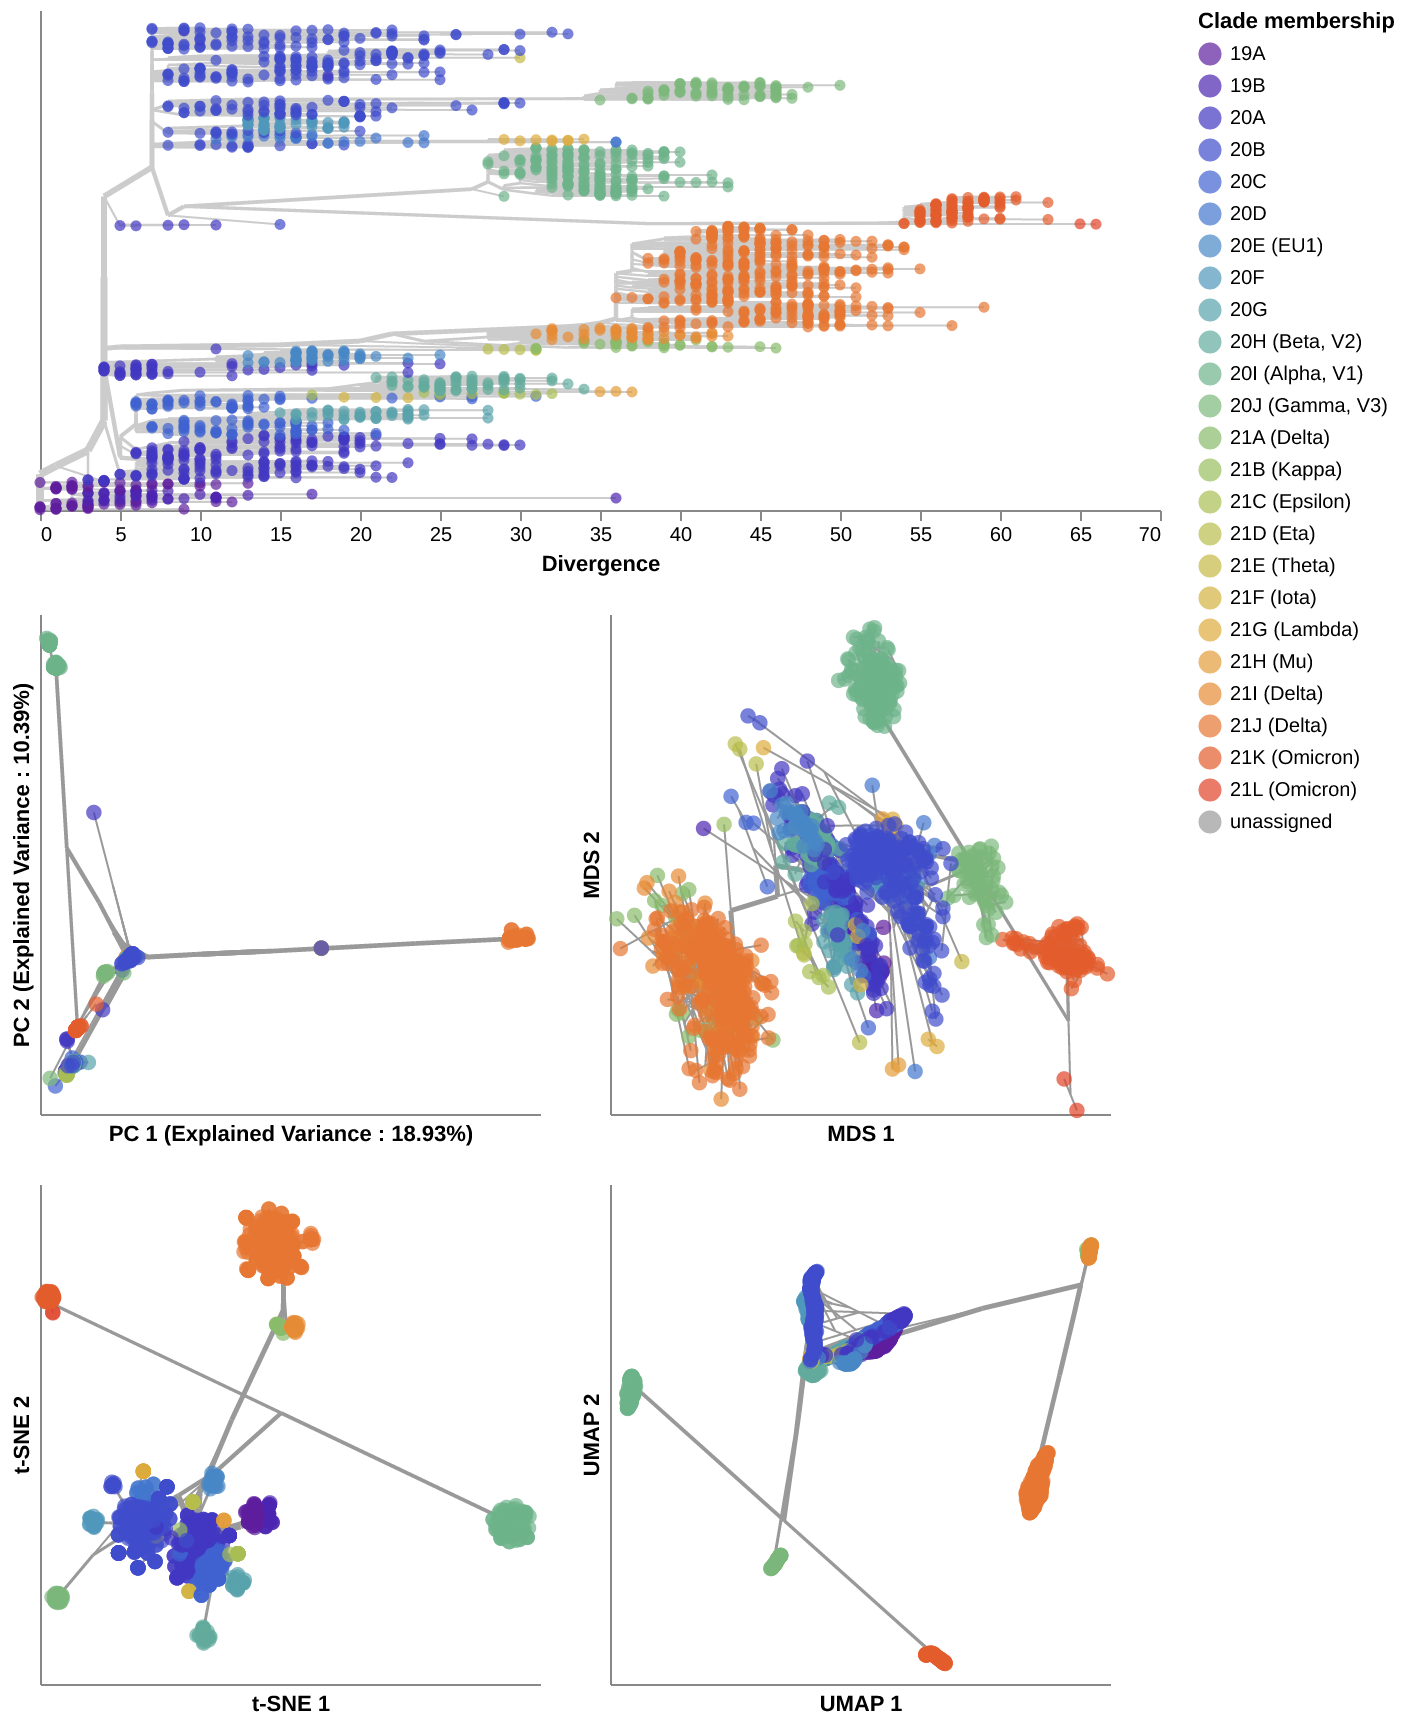 Clade membership
19A
19B
20A
20B
20C
20D
20E (EU1)
20F
20G
20H (Beta, V2)
20I (Alpha, V1)
20J (Gamma, V3)
21A (Delta)
21B (Kappa)
21C (Epsilon)
21D (Eta)
21E (Theta)
21F (Iota)
21G (Lambda)
21H (Mu)
21I (Delta)
21J (Delta)
21K (Omicron)
21L (Omicron)
unassigned
0 5 10 15 20 25 30 35 40 45 50 55 60 65 70
Divergence
PC 2 (Explained Variance : 10.39%)
PC 1 (Explained Variance : 18.93%)
MDS 2
MDS 1
t-SNE 2
t-SNE 1
UMAP 2
UMAP 1